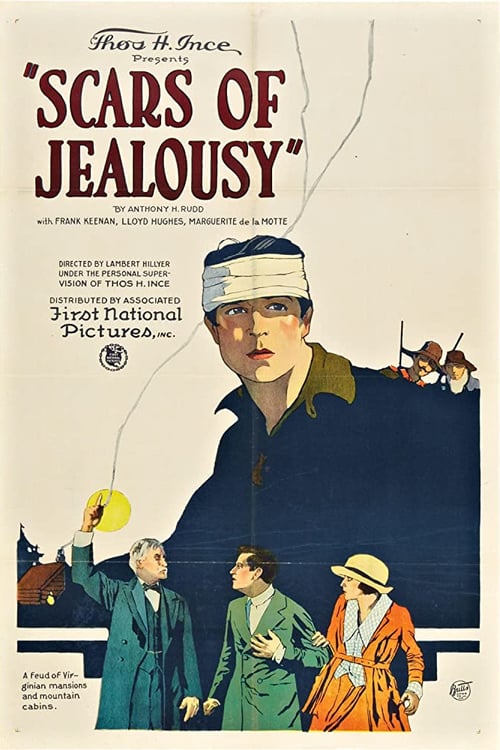 Thos H. Ince
Presents
"SCARS OF
JEALOUSY"
BY ANTHONY H. RUDD
with FRANK KEENAN, LLOYD HUGHES, MARGUERITE de la MOTTE
DIRECTED BY LAMBERT HILLYER
UNDER THE PERSONAL SUPER-
VISION OF THOS H. INCE
DISTRIBUTED BY ASSOCIATED
First National
Pictures, INC.
A feud of Vir-
ginian mansions
and mountain
cabins.